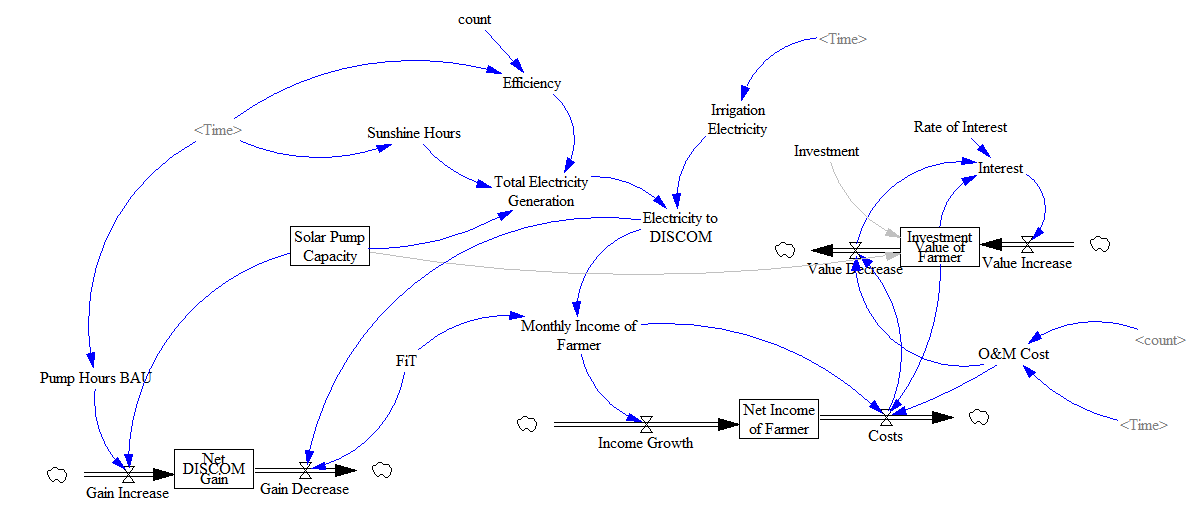 count
<Time>
Efficiency
<Time>
Irrigation
Electricity
Sunshine Hours
Rate of Interest
Investment
Interest
Total Electricity
Generation
Electricity to
DISCOM
Solar Pump
Capacity
Investment
Value of
Farmer
Value Decrease
Value Increase
Monthly Income of
Farmer
<count>
O&M Cost
FiT
Pump Hours BAU
Net Income
of Farmer
<Time>
Income Growth
Costs
Net
DISCOM
Gain
Gain Increase
Gain Decrease